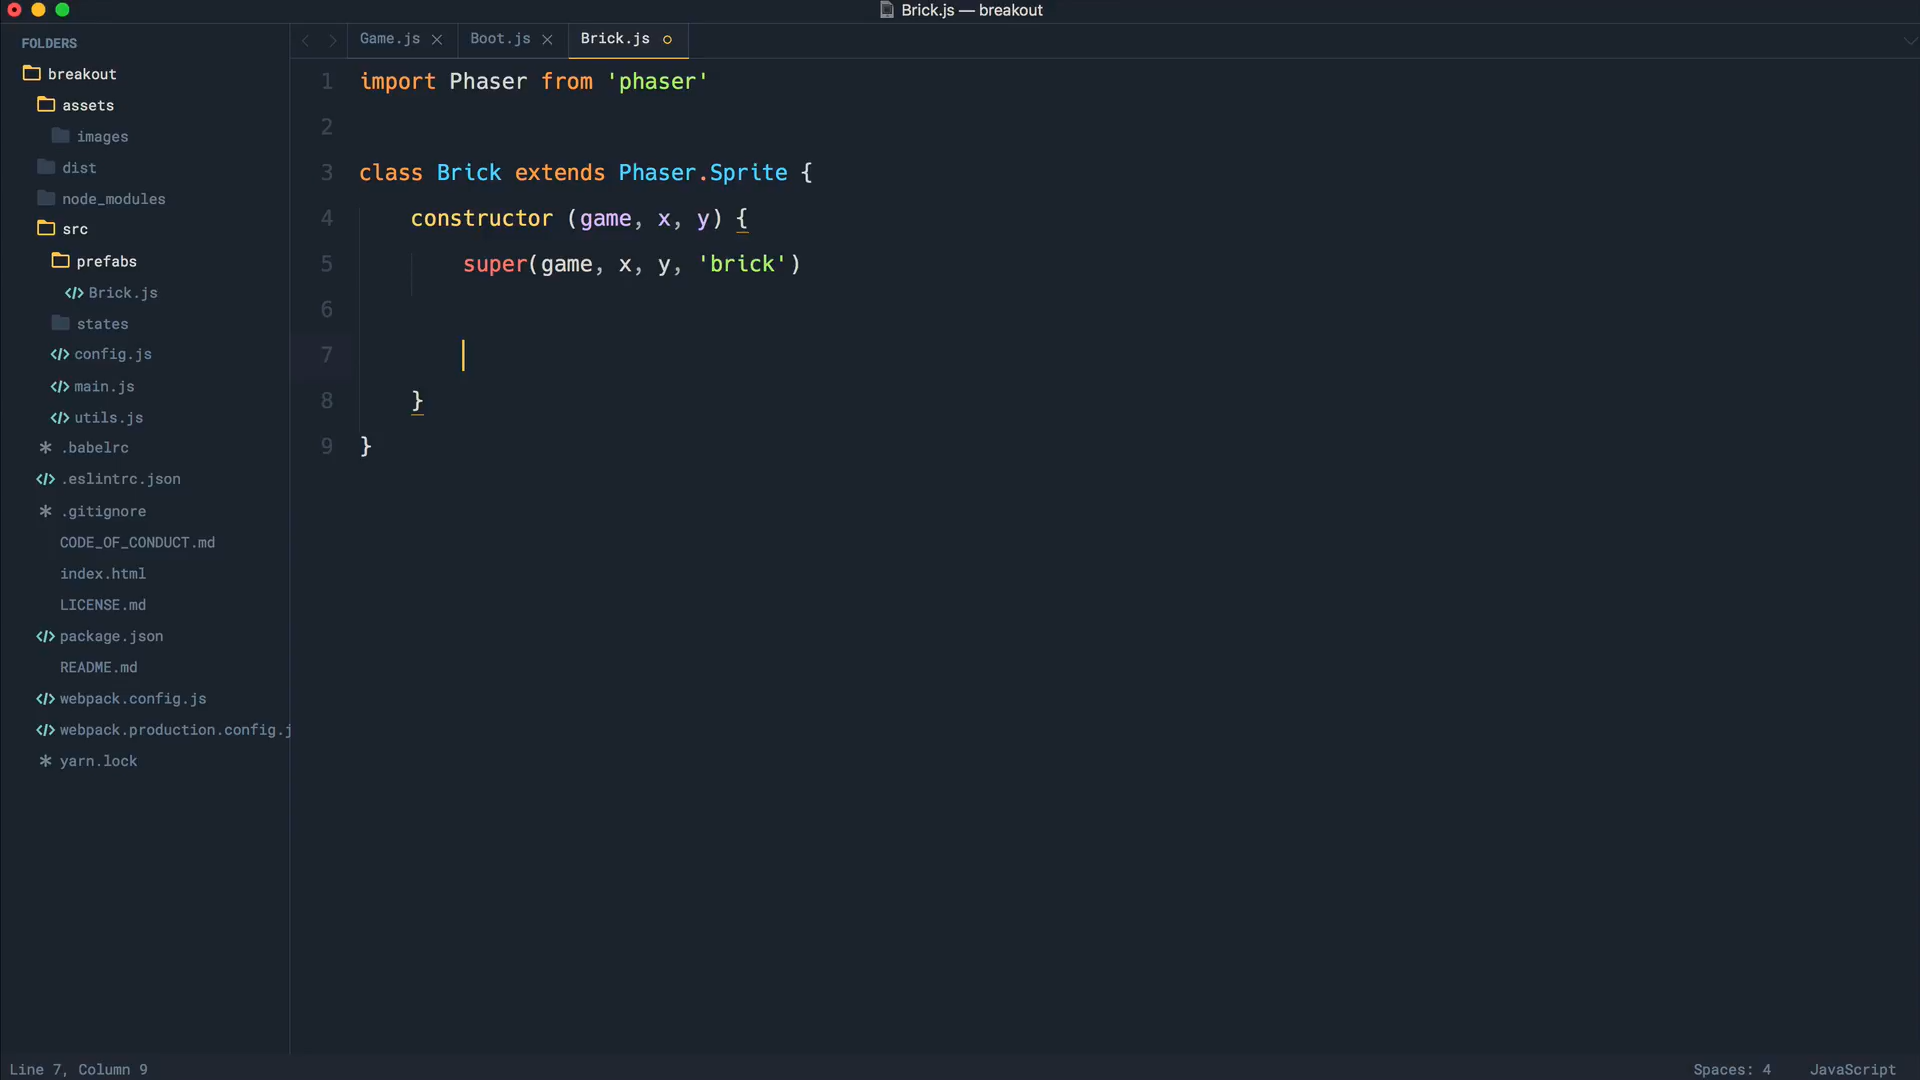 Brick.js — breakout
FOLDERS
breakout
assets
images
dist
node_modules
src
prefabs
Brick.js
states
config.js
main.js
utils.js
.babelrc
.eslintrc.json
.gitignore
CODE_OF_CONDUCT.md
index.html
LICENSE.md
package.json
README.md
webpack.config.js
webpack.production.config.j
yarn.lock
Game.js Boot.js Brick.js
1 import Phaser from 'phaser'
2
3 class Brick extends Phaser.Sprite {
4 constructor (game, x, y) {
5 super(game, x, y, 'brick')
6
7
8 }
9 }
Line 7, Column 9
Spaces: 4 JavaScript